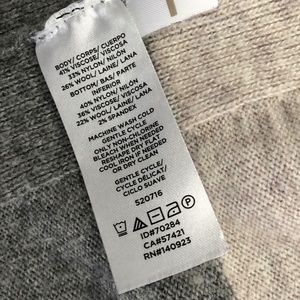 BODY/ CORPS/ CUERPO
41% VISCOSE/ VISCOSA
33% NYLON/ NILÓN
26% WOOL/ LAINE/ LANA
BOTTOM/ BAS/ PARTE
INFERIOR
40% NYLON/ NILÓN
36% VISCOSE/ VISCOSA
22% WOOL/ LAINE/ LANA
2% SPANDEX
MACHINE WASH COLD
GENTLE CYCLE
ONLY NON-CHLORINE
BLEACH WHEN NEEDED
RESHAPE DRY FLAT
COOL IRON IF NEEDED
OR DRY CLEAN
GENTLE CYCLE/
CYCLE DÉLICAT/
CICLO SUAVE
S20716
ID#70284
CA#57421
RN#140923